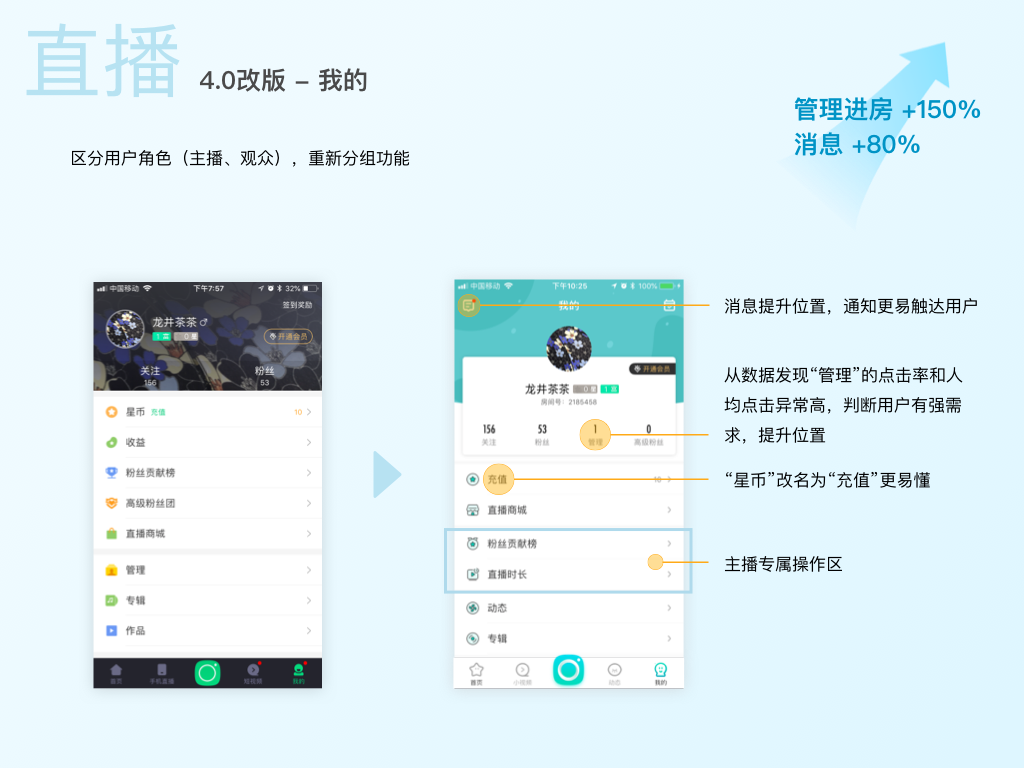 直播
4.0改版 – 我的
管理进房 +150%
消息 +80%
区分用户角色（主播、观众），重新分组功能
中国移动
下午7:57
32%
签到奖励
龙井茶茶
开通会员
关注
粉丝
156
53
星币 充值
10
收益
粉丝贡献榜
高级粉丝团
直播商城
管理
专辑
作品
首页
手机直播
短视频
我的
中国移动
下午10:25
100%
我的
开通会员
龙井茶茶
房间号：2185458
156
53
1
0
关注
粉丝
管理
高级粉丝
充值
10
直播商城
粉丝贡献榜
直播时长
动态
专辑
首页
小视频
动态
我的
消息提升位置，通知更易触达用户
从数据发现“管理”的点击率和人
均点击异常高，判断用户有强需
求，提升位置
“星币”改名为“充值”更易懂
主播专属操作区